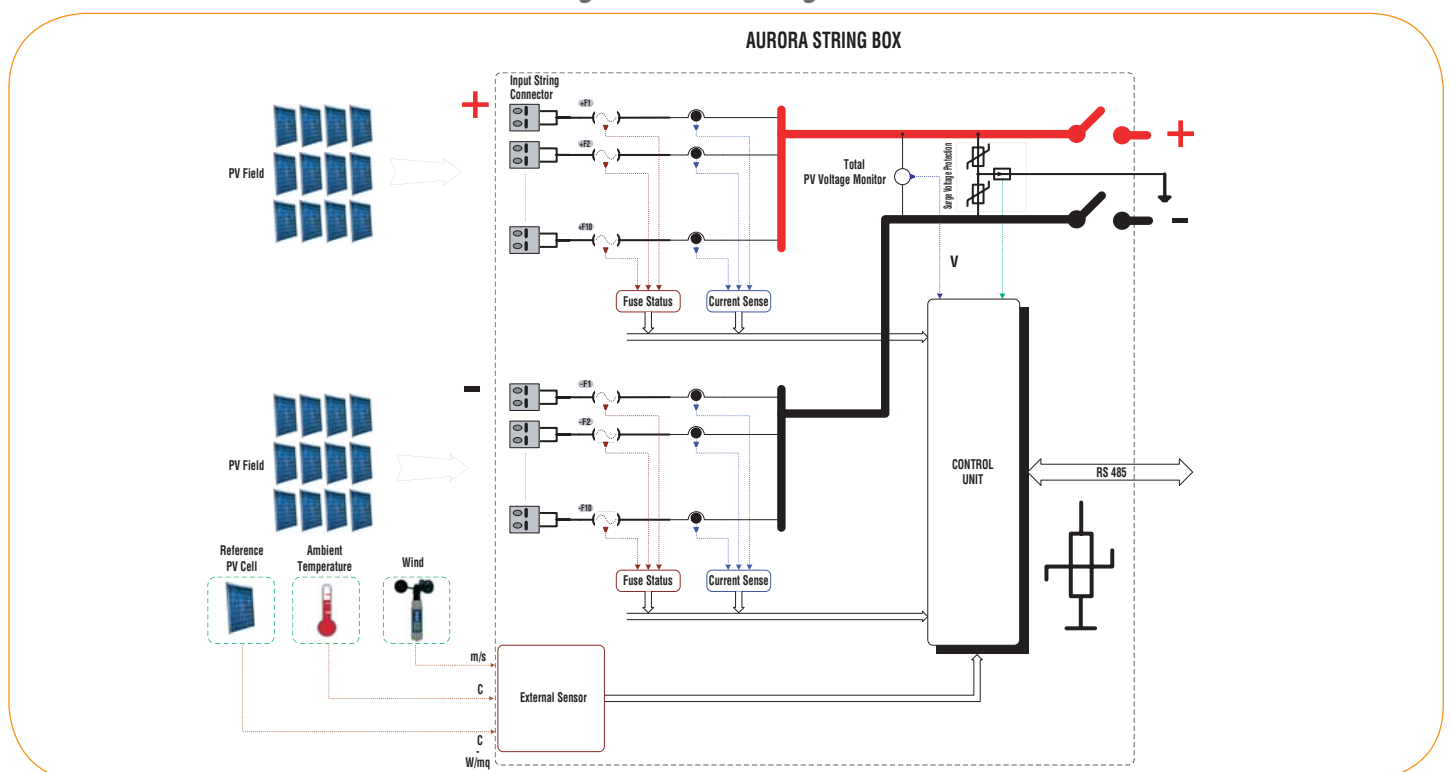 AURORA STRING BOX
Input String
Connector
+
+F1
+F2
+F10
PV Field
Total
PV Voltage Monitor
Surge Voltage Protection
+
-
V
Fuse Status
Current Sense
-
-F1
-F2
-F10
PV Field
CONTROL
UNIT
RS 485
Fuse Status
Current Sense
Reference
PV Cell
Ambient
Temperature
Wind
m/s
C
C
-
W/mq
External Sensor